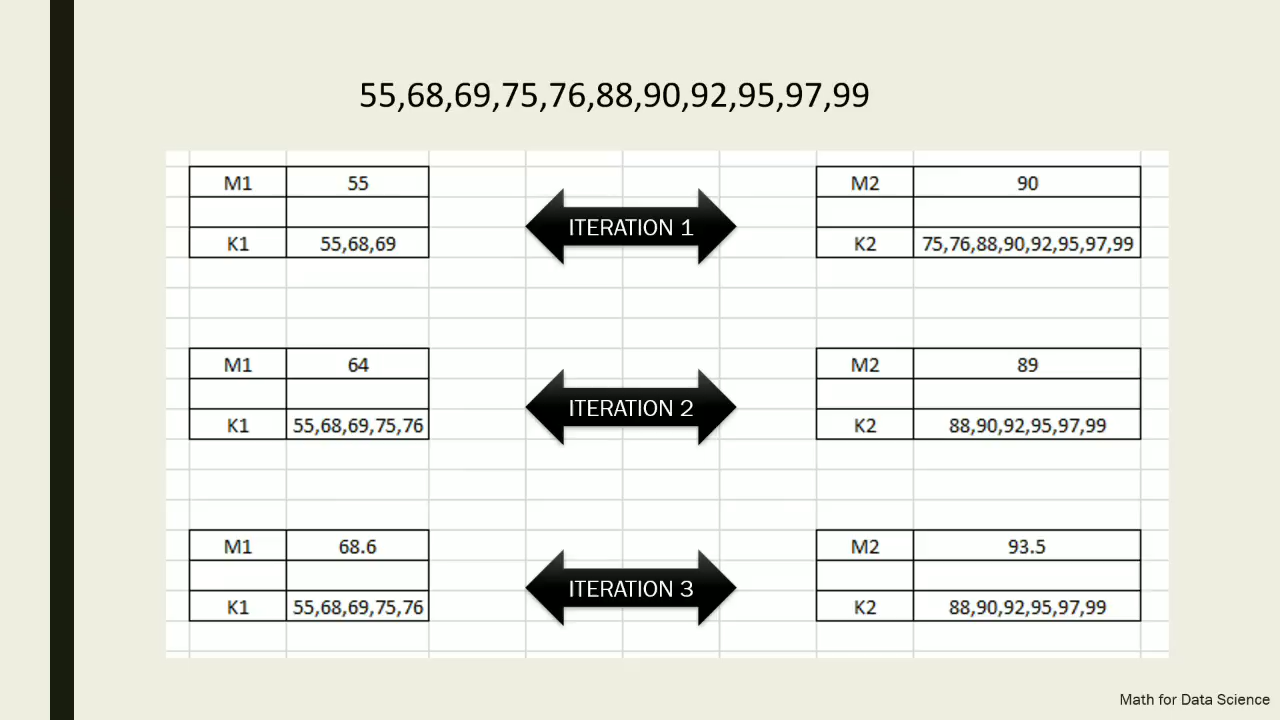 55,68,69,75,76,88,90,92,95,97,99
M1 55 ITERATION 1 M2 90
K1 55,68,69 K2 75,76,88,90,92,95,97,99
M1 64 ITERATION 2 M2 89
K1 55,68,69,75,76 K2 88,90,92,95,97,99
M1 68.6 ITERATION 3 M2 93.5
K1 55,68,69,75,76 K2 88,90,92,95,97,99
Math for Data Science